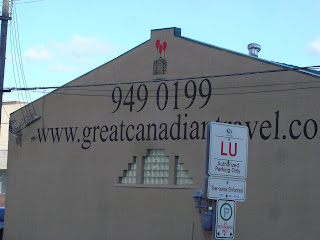 949 0199
www.greatcanadiantravel.co
LU
Authorized
Parking Only
Tow-Away Enforced
P